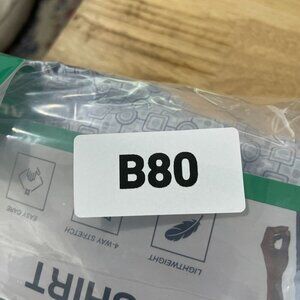 B80
EASY CARE
4-WAY STRETCH
LIGHTWEIGHT
SHIRT